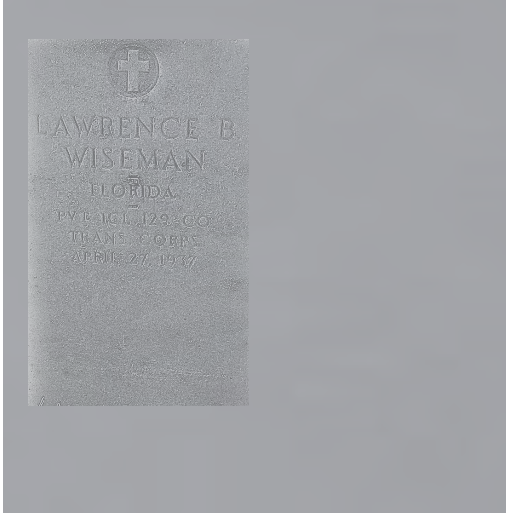 LAWRENCE B.
WISEMAN
FLORIDA
PVT. 1CL. 129 CO.
TRANS. CORPS
APRIL 27, 1937